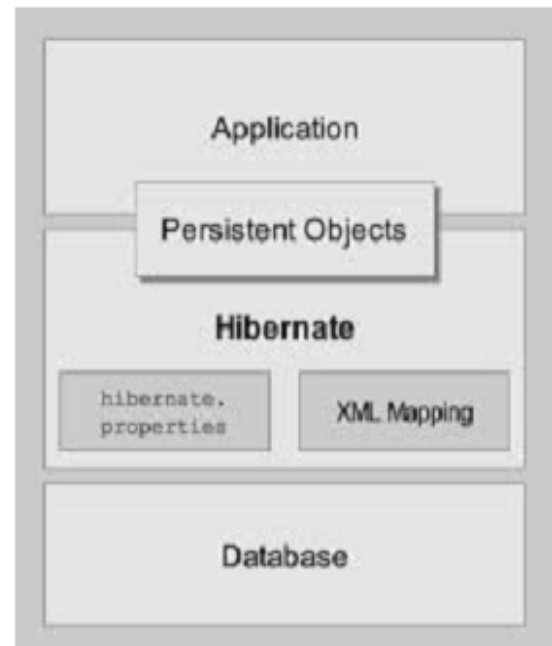 Application
Persistent Objects
Hibernate
hibernate.
properties
XML Mapping
Database